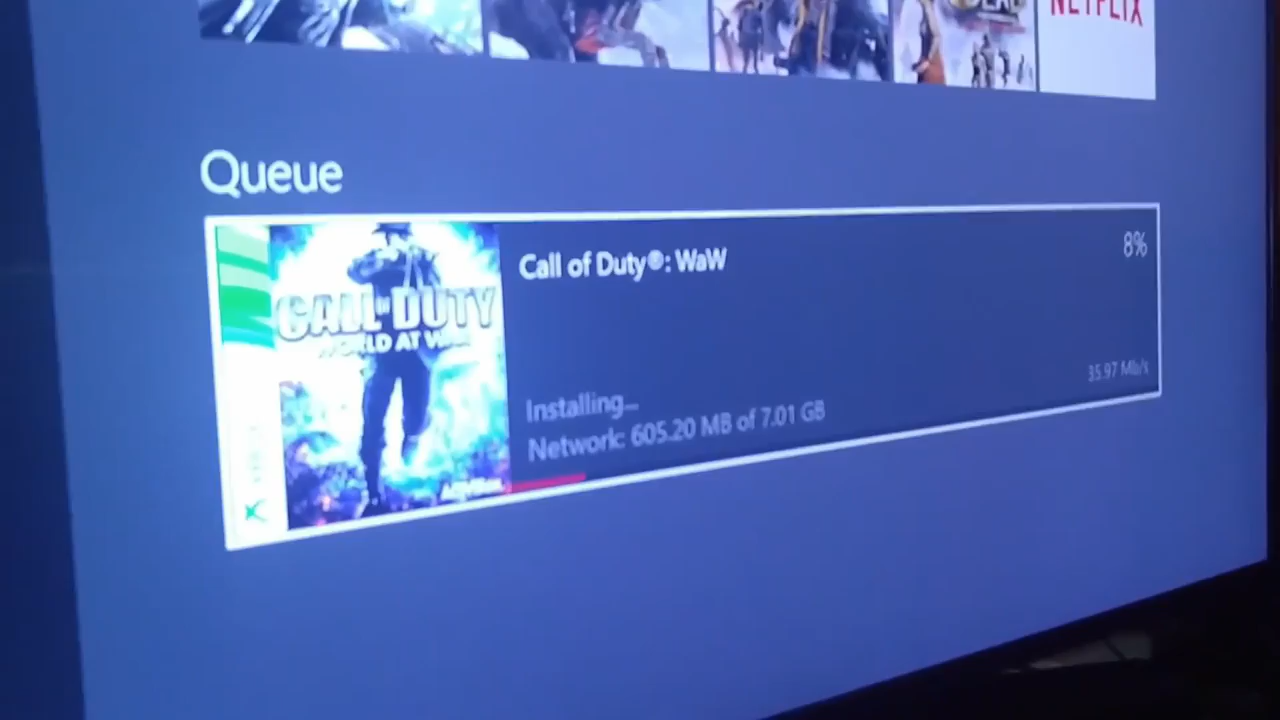 DEAD
NETFLIX
Queue
Call of Duty®: WaW
8%
CALL OF DUTY
WORLD AT WAR
35.97 Mb/s
Installing...
Network: 605.20 MB of 7.01 GB